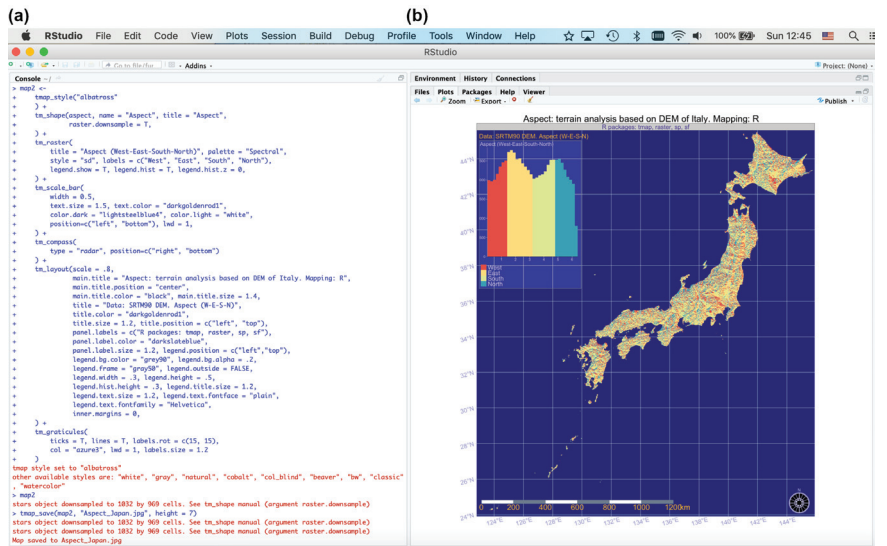 (a)
(b)
RStudio File Edit Code View Plots Session Build Debug Profile Tools Window Help 100% Sun 12:45
RStudio
Go to file/fun
Addins
Project: (None)
Console ~/
> map2 <-
+ tmap_style("albatross"
+ ) +
+ tm_shape(aspect, name = "Aspect", title = "Aspect",
+ raster.downsample = T,
+ ) +
+ tm_raster(
+ title = "Aspect (West-East-South-North)", palette = "Spectral",
+ style = "sd", labels = c("West", "East", "South", "North"),
+ legend.show = T, legend.hist = T, legend.hist.z = 0,
+ ) +
+ tm_scale_bar(
+ width = 0.5,
+ text.size = 1.5, text.color = "darkgoldenrod1",
+ color.dark = "lightsteelblue4", color.light = "white",
+ position=c("left", "bottom"), lwd = 1,
+ ) +
+ tm_compass(
+ type = "radar", position=c("right", "bottom")
+ ) +
+ tm_layout(scale = .8,
+ main.title = "Aspect: terrain analysis based on DEM of Italy. Mapping: R",
+ main.title.position = "center",
+ main.title.color = "black", main.title.size = 1.4,
+ title = "Data: SRTM90 DEM. Aspect (W-E-S-N)",
+ title.color = "darkgoldenrod1",
+ title.size = 1.2, title.position = c("left", "top"),
+ panel.labels = c("R packages: tmap, raster, sp, sf"),
+ panel.label.color = "darkslateblue",
+ panel.label.size = 1.2, legend.position = c("left","top"),
+ legend.bg.color = "grey90", legend.bg.alpha = .2,
+ legend.frame = "gray50", legend.outside = FALSE,
+ legend.width = .3, legend.height = .5,
+ legend.hist.height = .3, legend.title.size = 1.2,
+ legend.text.size = 1.2, legend.text.fontface = "plain",
+ legend.text.fontfamily = "Helvetica",
+ inner.margins = 0,
+ ) +
+ tm_graticules(
+ ticks = T, lines = T, labels.rot = c(15, 15),
+ col = "azure3", lwd = 1, labels.size = 1.2
+ )
tmap style set to "albatross"
other available styles are: "white", "gray", "natural", "cobalt", "col_blind", "beaver", "bw", "classic"
, "watercolor"
> map2
stars object downsampled to 1032 by 969 cells. See tm_shape manual (argument raster.downsample)
> tmap_save(map2, "Aspect_Japan.jpg", height = 7)
stars object downsampled to 1032 by 969 cells. See tm_shape manual (argument raster.downsample)
stars object downsampled to 1032 by 969 cells. See tm_shape manual (argument raster.downsample)
Map saved to Aspect_Japan.jpg
Environment History Connections
Files Plots Packages Help Viewer
Zoom Export Publish
Aspect: terrain analysis based on DEM of Italy. Mapping: R
R packages: tmap, raster, sp, sf
Data: SRTM90 DEM. Aspect (W-E-S-N)
Aspect (West-East-South-North)
0 1 2 3 4 5 6
West
East
South
North
44°N
42°N
40°N
38°N
36°N
34°N
32°N
30°N
28°N
26°N
24°N
0 200 400 600 800 1000 1200km
124°E 126°E 128°E 130°E 132°E 134°E 136°E 138°E 140°E 142°E 144°E